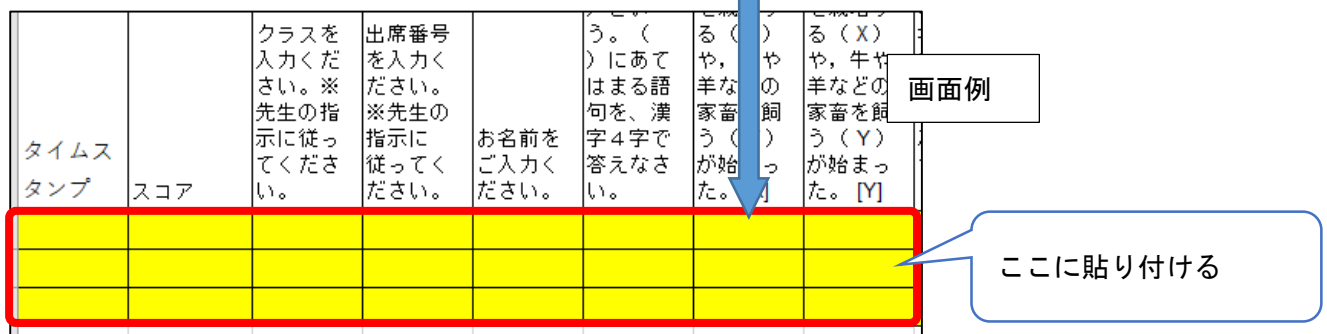 タイムス
タンプ
スコア
クラスを
入力くだ
さい。※
先生の指
示に従っ
てくださ
い。
出席番号
を入力く
ださい。
※先生の
指示に
従ってく
ださい。
お名前を
ご入力く
ださい。
う。（
）にあて
はまる語
句を、漢
字４字で
答えなさ
い。
る（
や，
羊な
家畜
う（
が始
た。
る（X）
や，牛や
羊などの
家畜を飼
う（Y）
が始まっ
た。 [Y]
画面例
ここに貼り付ける